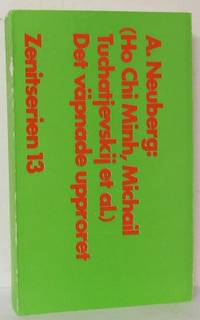 A. Neuberg:
(Ho Chi Minh, Michail
Tuchatjevskij et al.)
Det väpnade upproret
Zenitserien 13